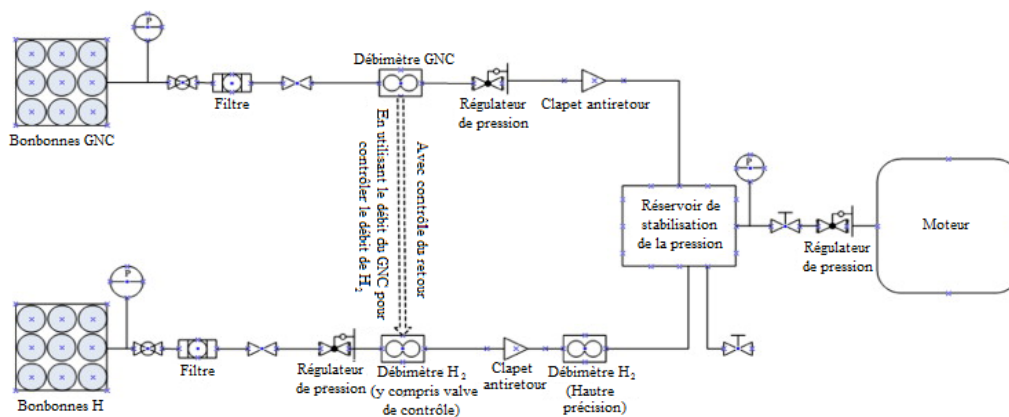 P
Débimètre GNC
Filtre
Régulateur
de pression
Clapet antiretour
Bonbonnes GNC
Avec contrôle du retour
En utilisant le débit du GNC pour
contrôler le débit de H2
P
Réservoir de
stabilisation
de la pression
Moteur
Régulateur
de pression
P
Filtre
Régulateur
de pression
Débimètre H2
(y compris valve
de contrôle)
Clapet
antiretour
Débimètre H2
(Hautre
précision)
Bonbonnes H